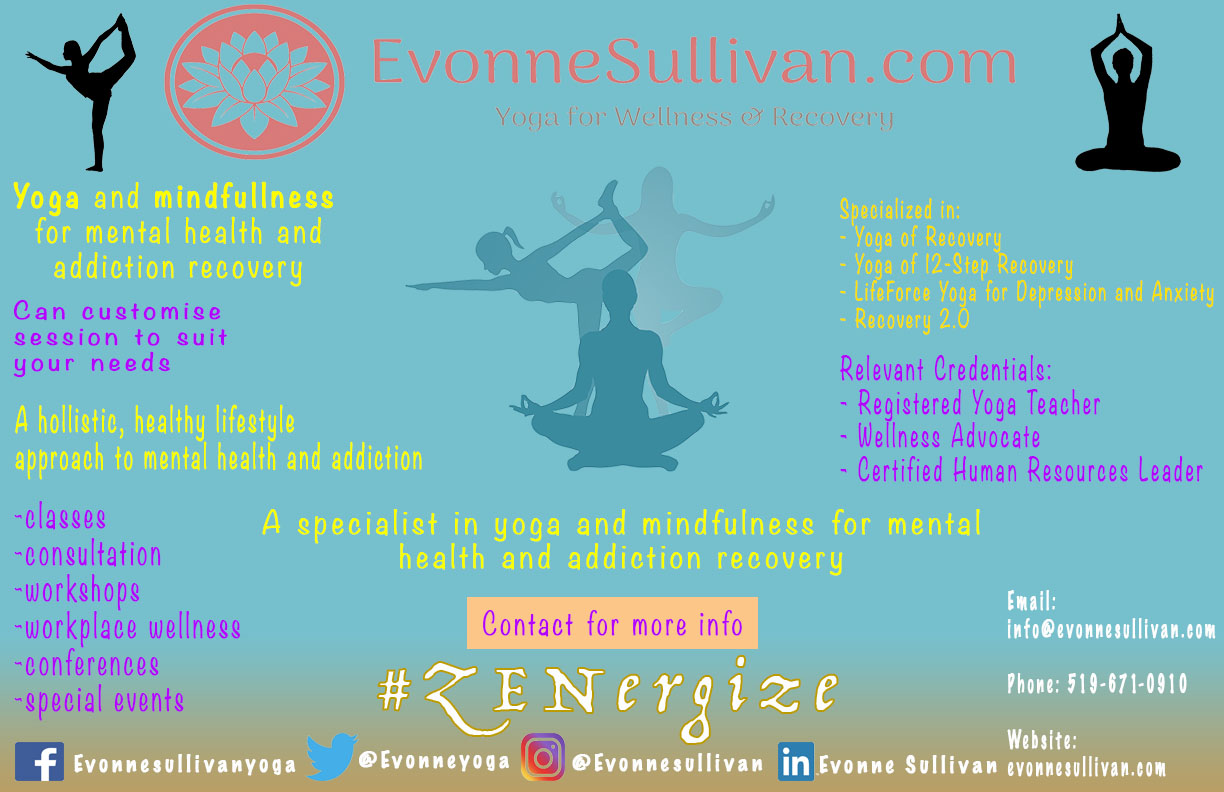 EvonneSullivan.com
Yoga for Wellness & Recovery
Yoga and mindfullness
for mental health and
addiction recovery
Can customise
session to suit
your needs
A hollistic, healthy lifestyle
approach to mental health and addiction
-classes
-consultation
-workshops
-workplace wellness
-conferences
-special events
Specialized in:
- Yoga of Recovery
- Yoga of 12-Step Recovery
- LifeForce Yoga for Depression and Anxiety
- Recovery 2.0
Relevant Credentials:
- Registered Yoga Teacher
- Wellness Advocate
- Certified Human Resources Leader
A specialist in yoga and mindfulness for mental
health and addiction recovery
Contact for more info
#ZENergize
Email:
info@evonnesullivan.com
Phone: 519-671-0910
Website:
evonnesullivan.com
f Evonnesullivanyoga
@Evonneyoga
@Evonnesullivan
in Evonne Sullivan